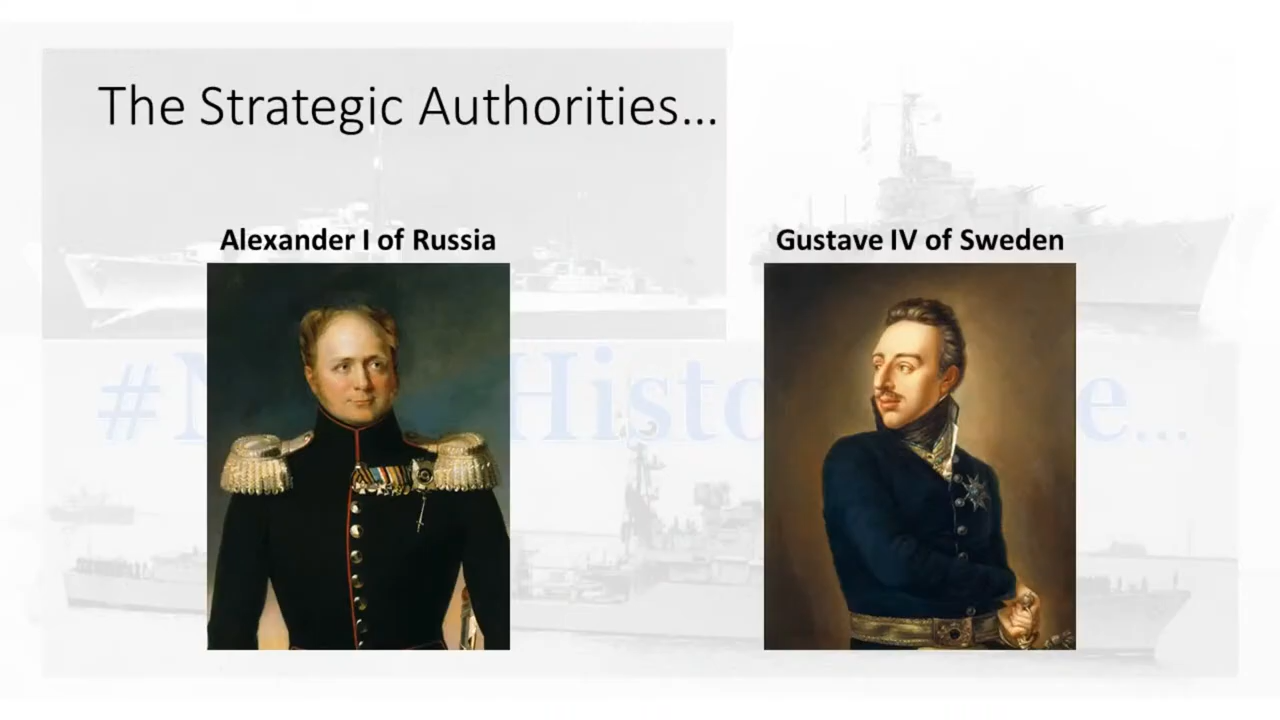 The Strategic Authorities...
Alexander I of Russia
Gustave IV of Sweden